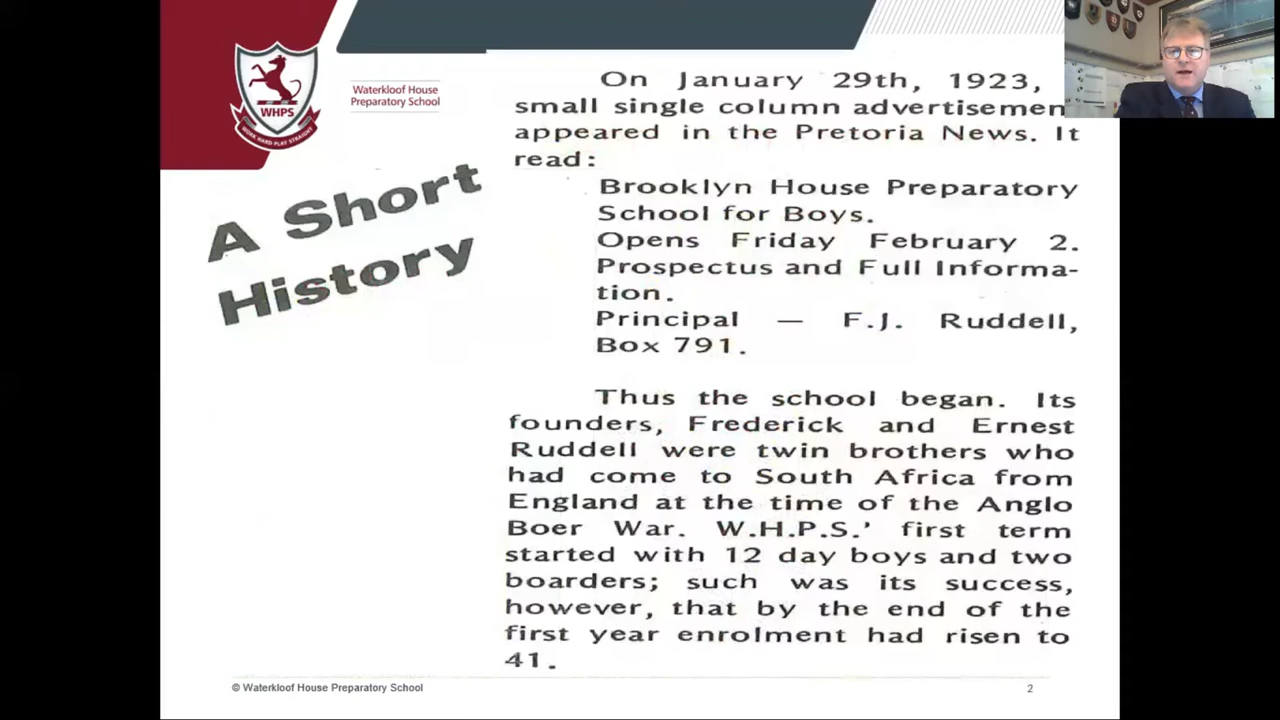 WHPS
WORK HARD PLAY STRAIGHT
Waterkloof House
Preparatory School
A Short
History
On January 29th, 1923,
small single column advertisemen
appeared in the Pretoria News. It
read:
Brooklyn House Preparatory
School for Boys.
Opens Friday February 2.
Prospectus and Full Informa-
tion.
Principal — F.J. Ruddell,
Box 791.
Thus the school began. Its
founders, Frederick and Ernest
Ruddell were twin brothers who
had come to South Africa from
England at the time of the Anglo
Boer War. W.H.P.S.' first term
started with 12 day boys and two
boarders; such was its success,
however, that by the end of the
first year enrolment had risen to
41.
© Waterkloof House Preparatory School
2